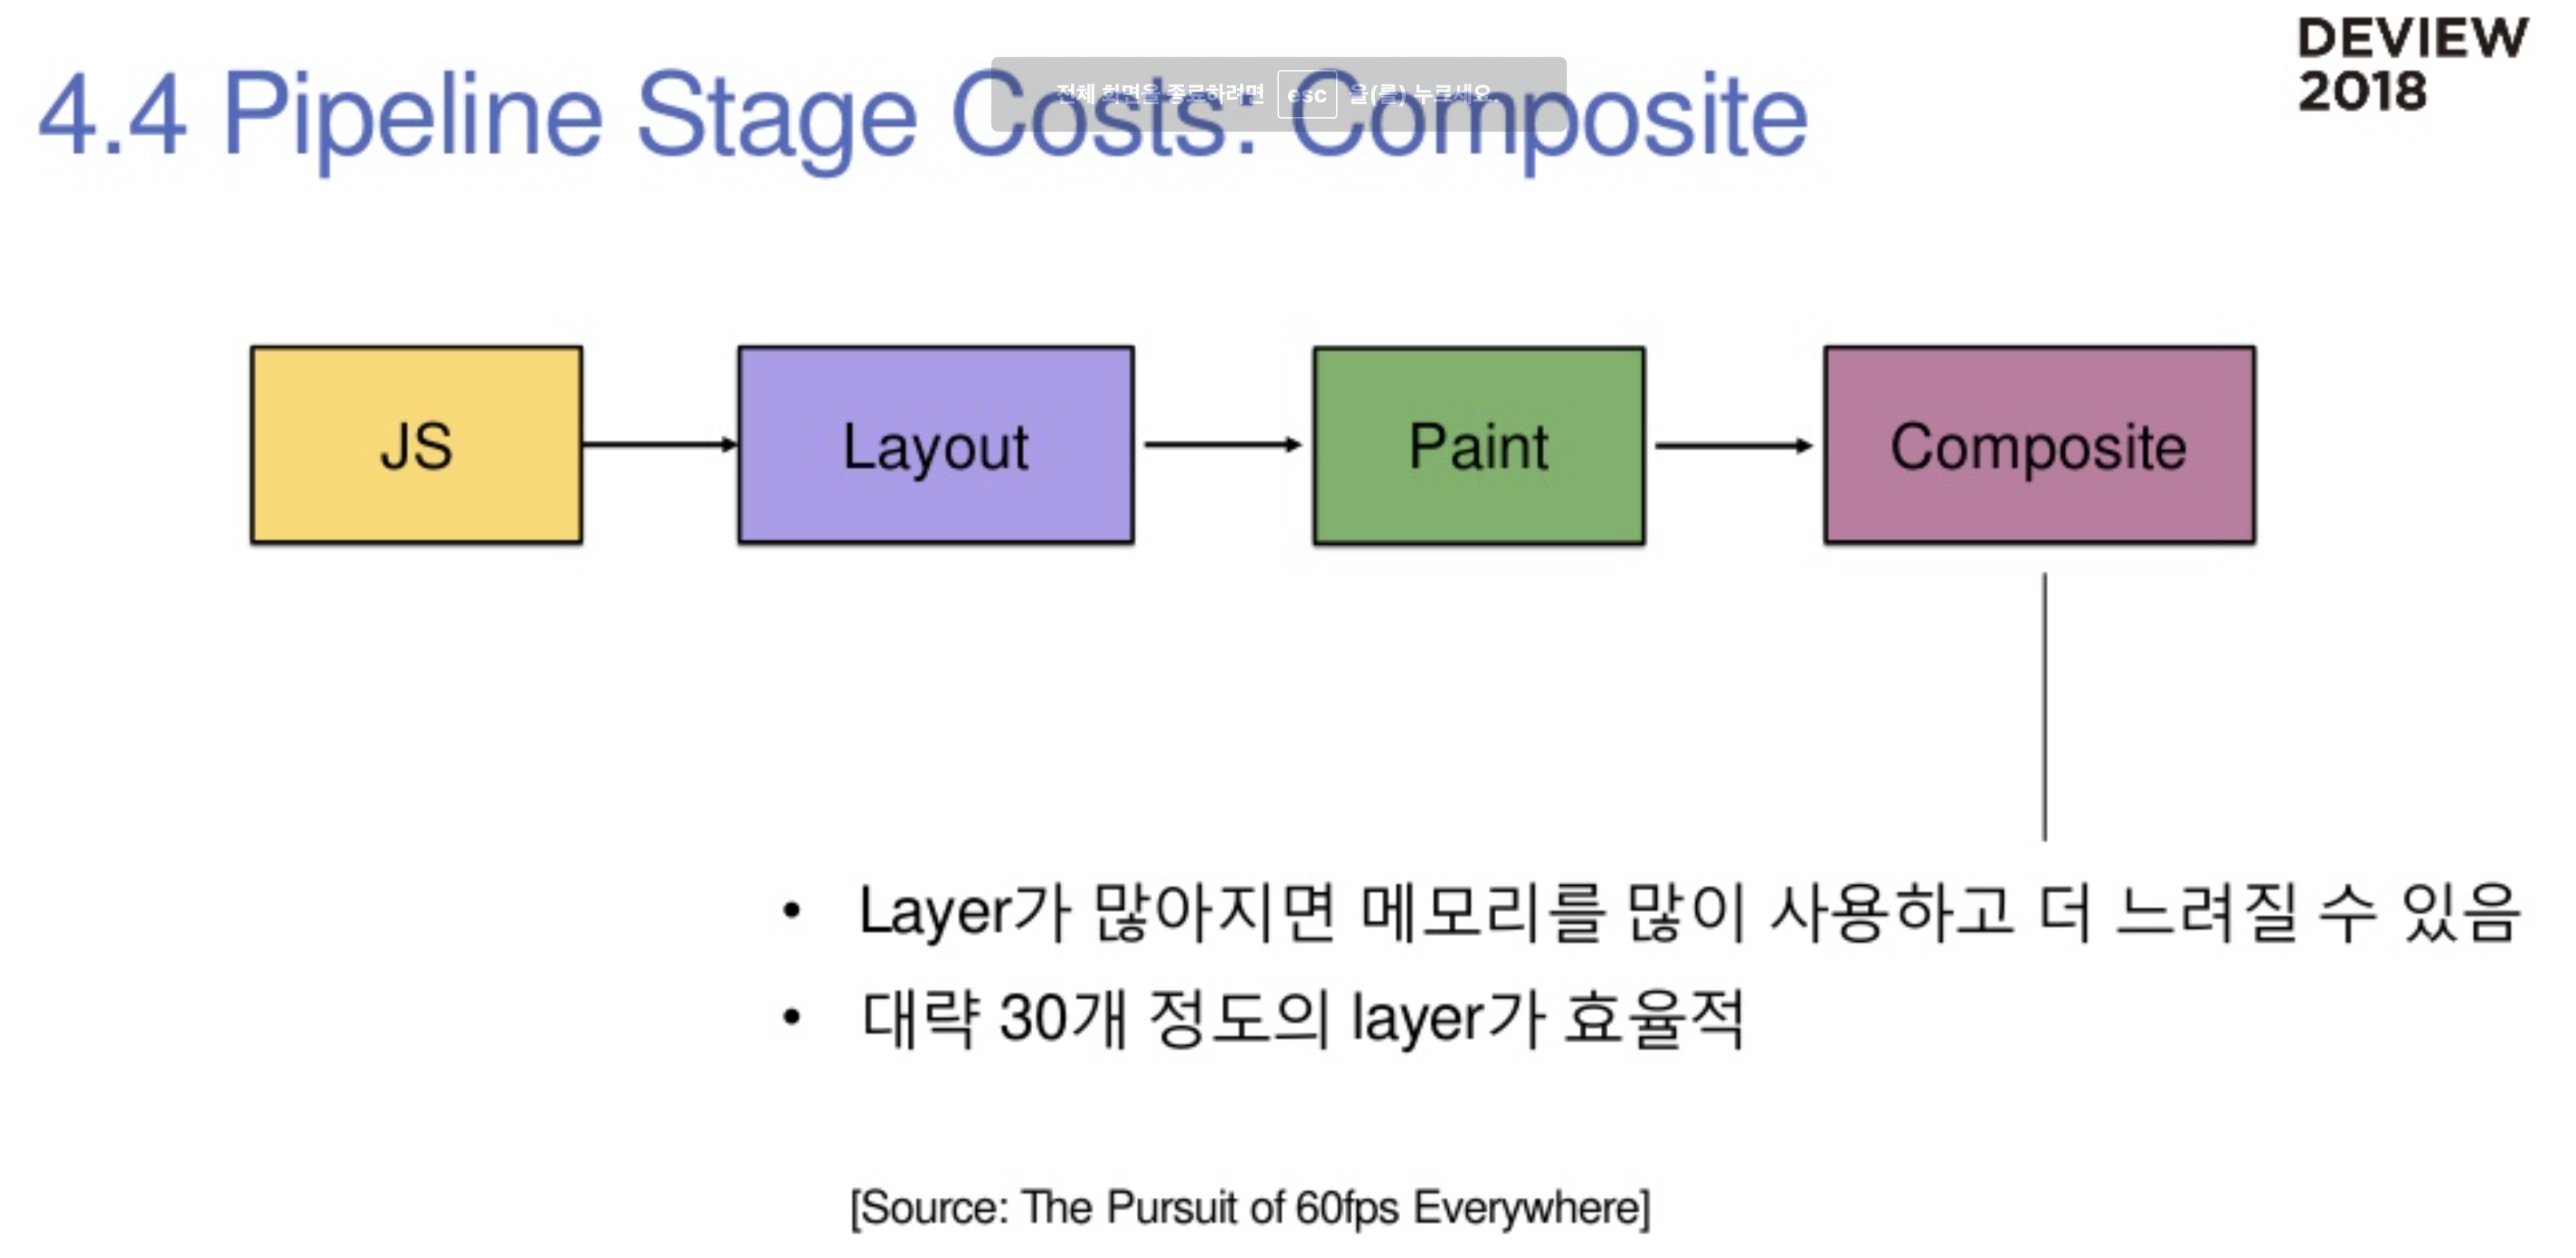 DEVIEW
2018
4.4 Pipeline Stage Costs: Composite
전체 화면을 종료하려면 esc 을(를) 누르세요.
JS
Layout
Paint
Composite
• Layer가 많아지면 메모리를 많이 사용하고 더 느려질 수 있음
• 대략 30개 정도의 layer가 효율적
[Source: The Pursuit of 60fps Everywhere]